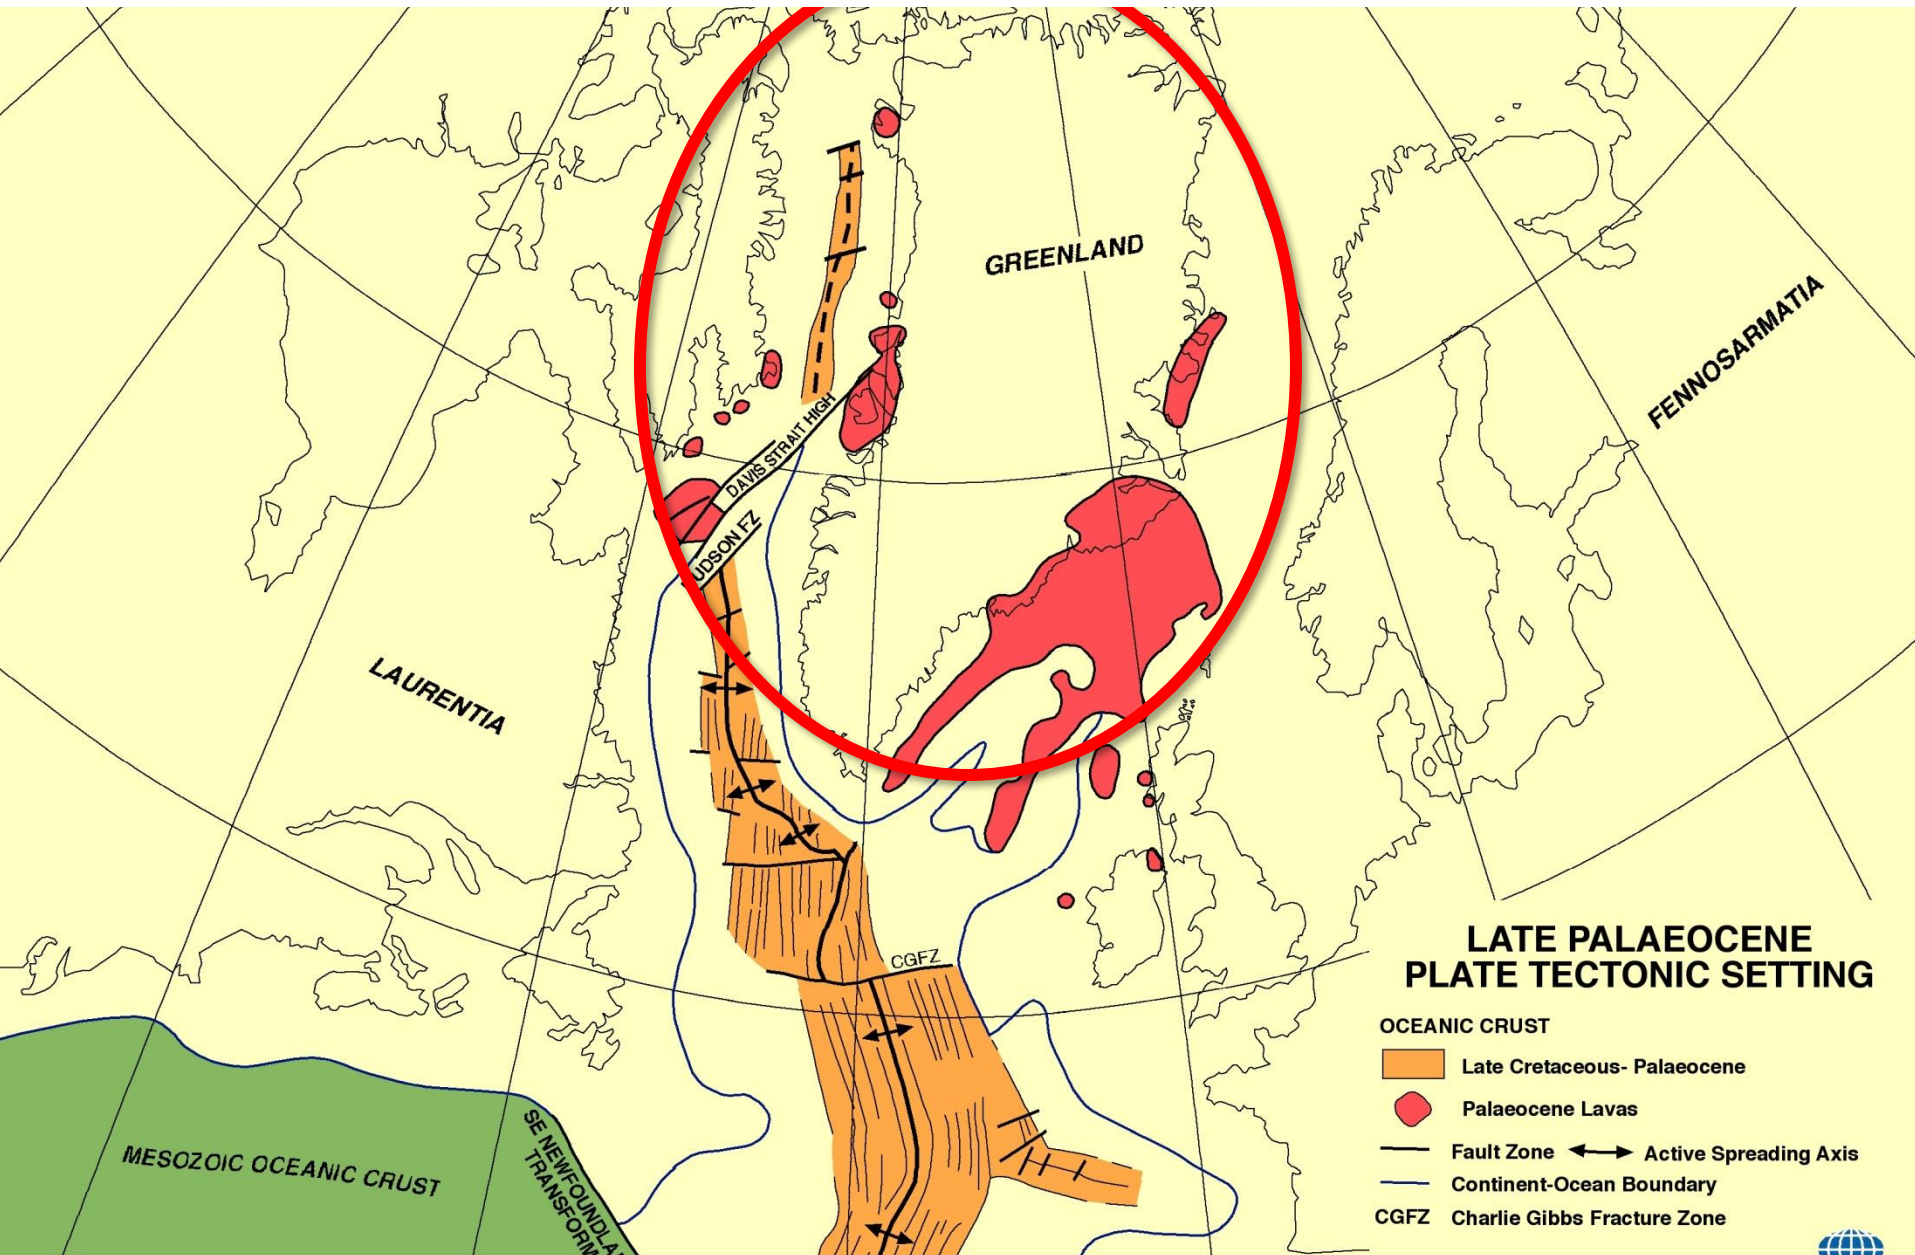 GREENLAND
FENNOSARMATIA
DAVIS STRAIT HIGH
UDSON FZ
LAURENTIA
CGFZ
MESOZOIC OCEANIC CRUST
SE NEWFOUNDLA
TRANSFORM
LATE PALAEOCENE
PLATE TECTONIC SETTING
OCEANIC CRUST
Late Cretaceous- Palaeocene
Palaeocene Lavas
Fault Zone
Active Spreading Axis
Continent-Ocean Boundary
CGFZ Charlie Gibbs Fracture Zone